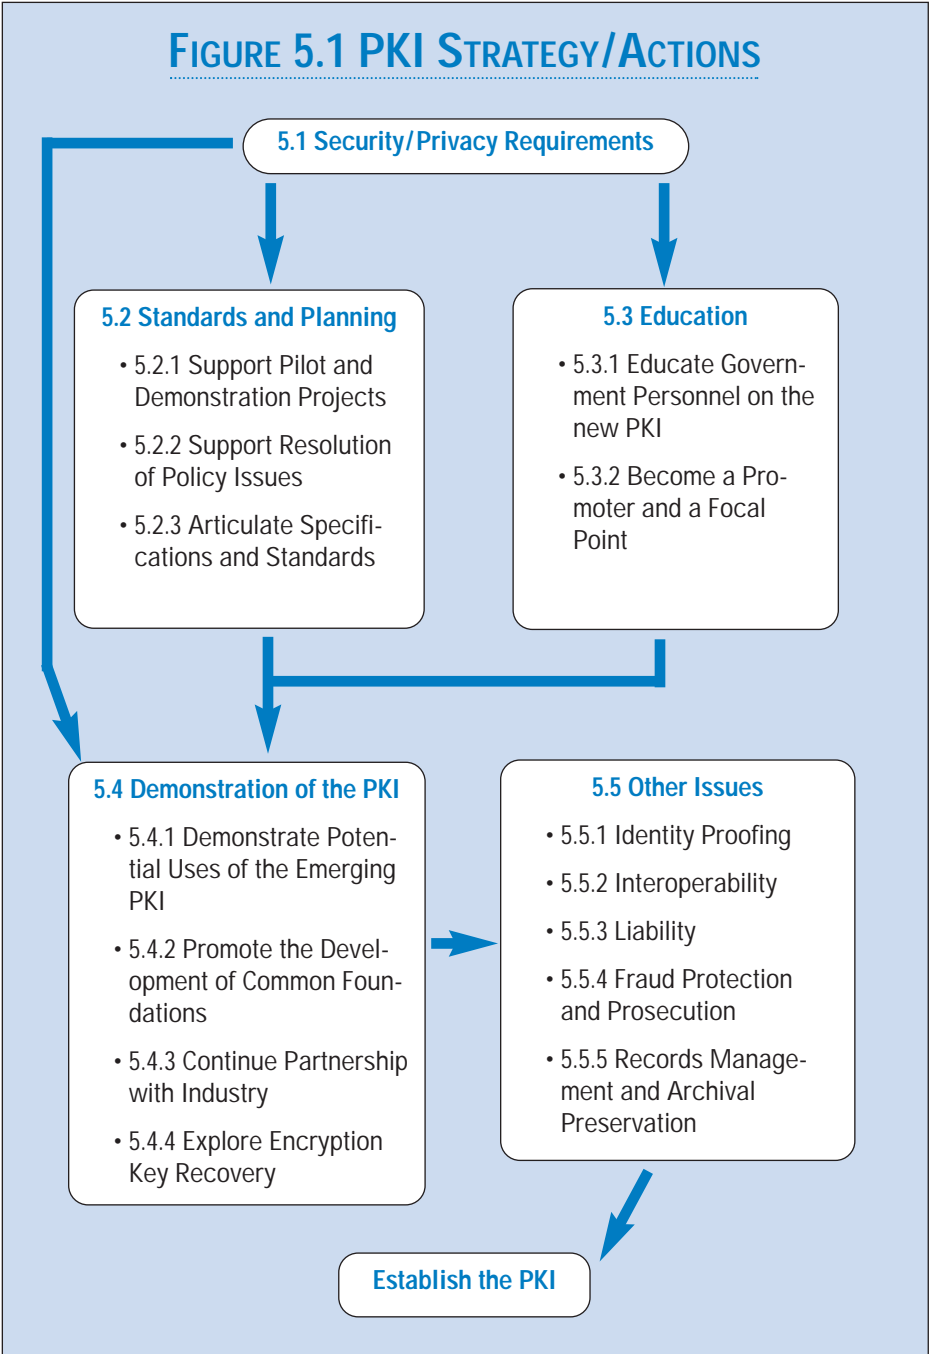 FIGURE 5.1 PKI STRATEGY/ACTIONS
5.1 Security/Privacy Requirements
5.2 Standards and Planning
• 5.2.1 Support Pilot and
Demonstration Projects
• 5.2.2 Support Resolution
of Policy Issues
• 5.2.3 Articulate Specifi-
cations and Standards
5.3 Education
• 5.3.1 Educate Govern-
ment Personnel on the
new PKI
• 5.3.2 Become a Pro-
moter and a Focal
Point
5.4 Demonstration of the PKI
• 5.4.1 Demonstrate Poten-
tial Uses of the Emerging
PKI
• 5.4.2 Promote the Devel-
opment of Common Foun-
dations
• 5.4.3 Continue Partnership
with Industry
• 5.4.4 Explore Encryption
Key Recovery
5.5 Other Issues
• 5.5.1 Identity Proofing
• 5.5.2 Interoperability
• 5.5.3 Liability
• 5.5.4 Fraud Protection
and Prosecution
• 5.5.5 Records Manage-
ment and Archival
Preservation
Establish the PKI